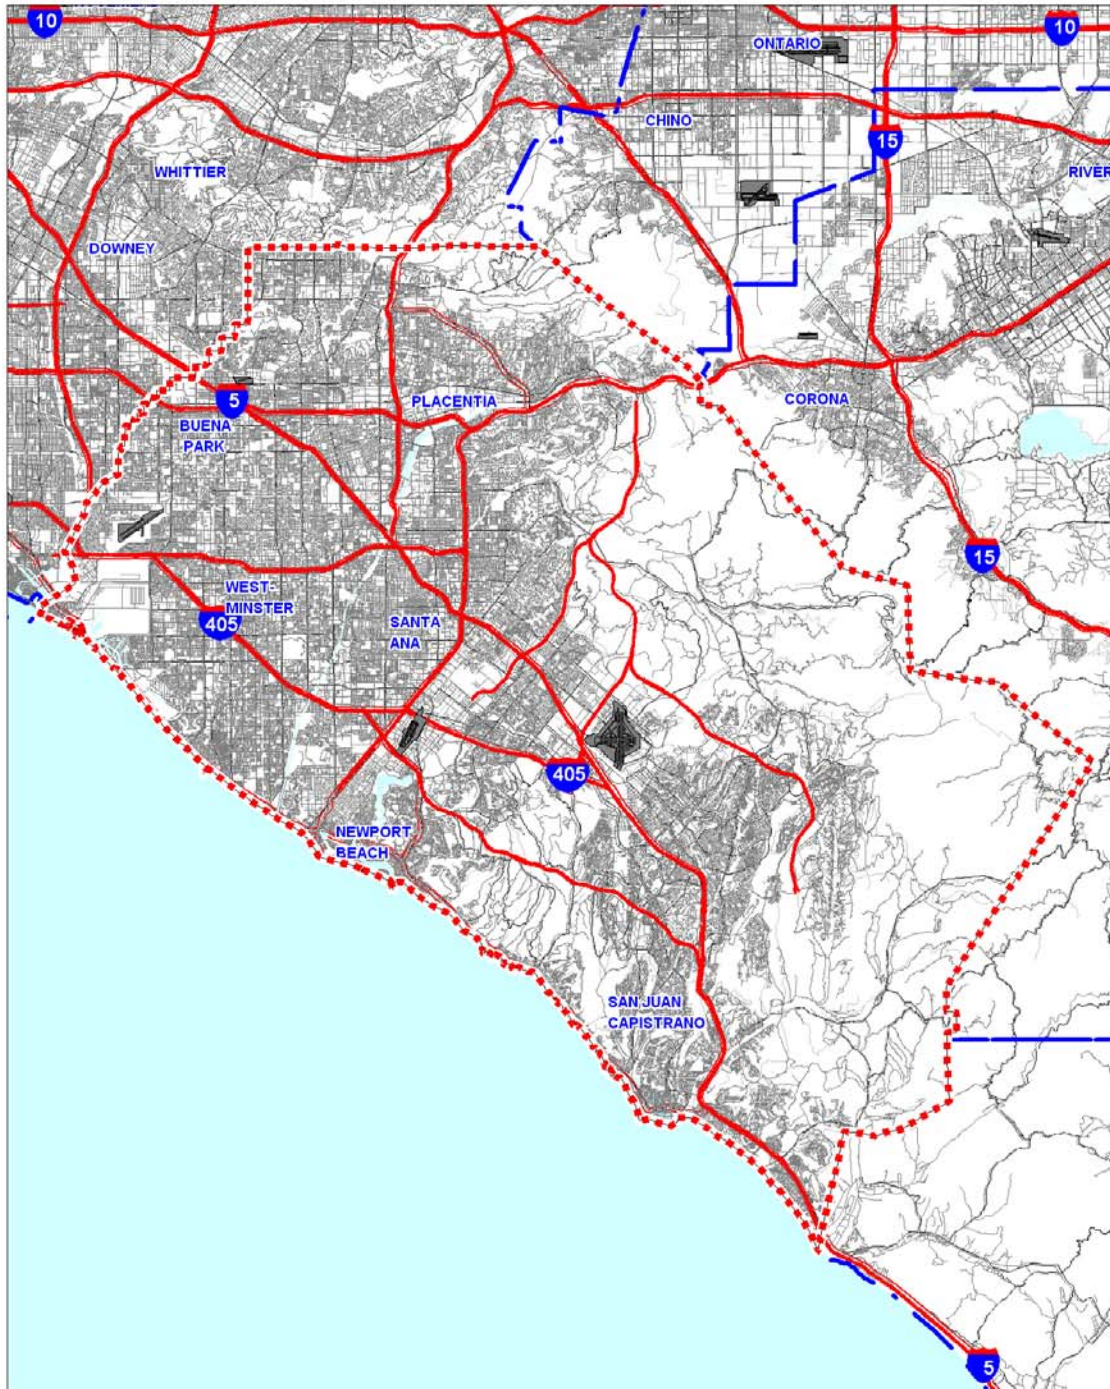 10
10
ONTARIO
CHINO
15
WHITTIER
RIVER
DOWNEY
5
PLACENTIA
CORONA
BUENA
PARK
15
WEST-
MINSTER
405
SANTA
ANA
405
NEWPORT
BEACH
SAN JUAN
CAPISTRANO
5